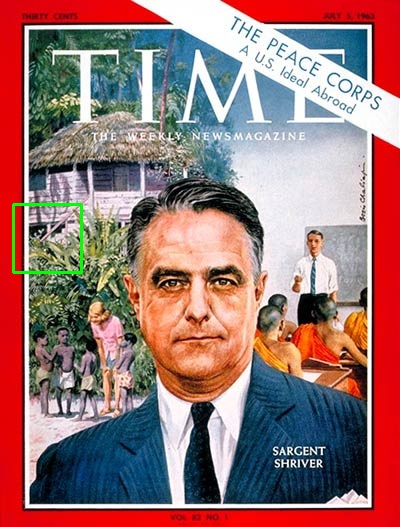 THIRTY CENTS
JULY 5, 1963
THE PEACE CORPS
A U.S. Ideal Abroad
TIME
THE WEEKLY NEWSMAGAZINE
SARGENT
SHRIVER
VOL. 82 NO. 1